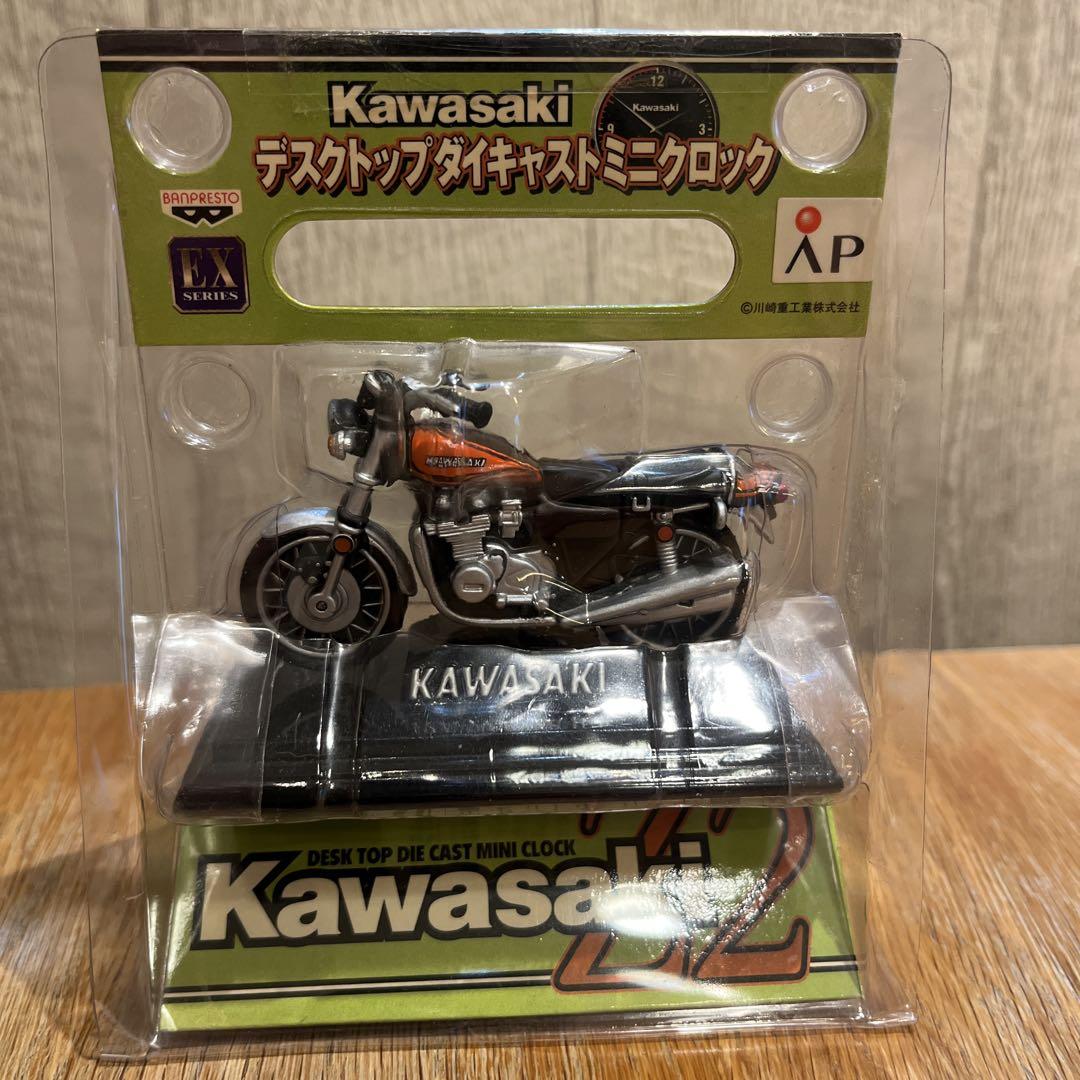 Kawasaki
12
Kawasaki
9 3
デスクトップダイキャストミニクロック
BANPRESTO
EX
SERIES
AP
©川崎重工業株式会社
KAWASAKI
KAWASAKI
DESK TOP DIE CAST MINI CLOCK
Kawasaki
Z2